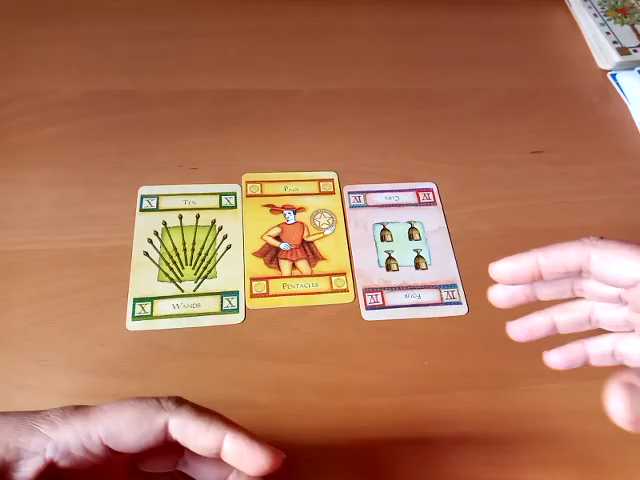 X TEN X
X WANDS X
PAGE
PENTACLES
IV CUPS IV
IV FOUR IV